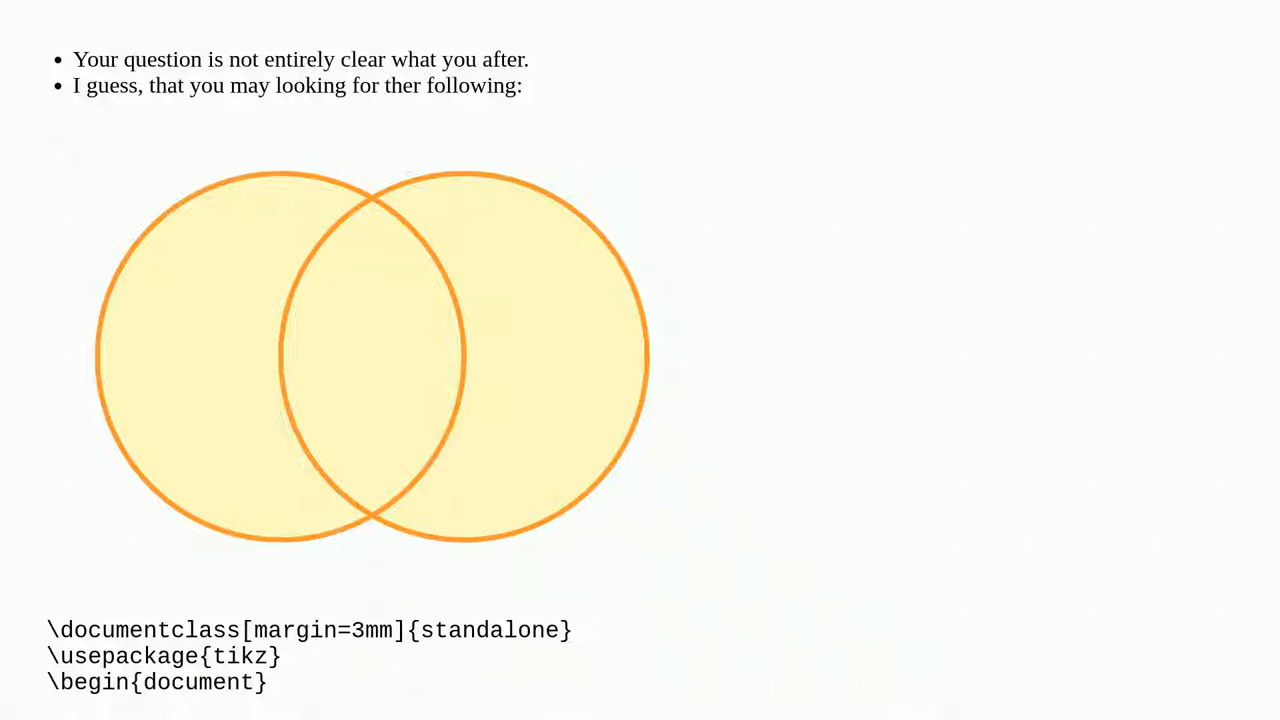 Your question is not entirely clear what you after.
I guess, that you may looking for ther following:
\documentclass[margin=3mm]{standalone}
\usepackage{tikz}
\begin{document}